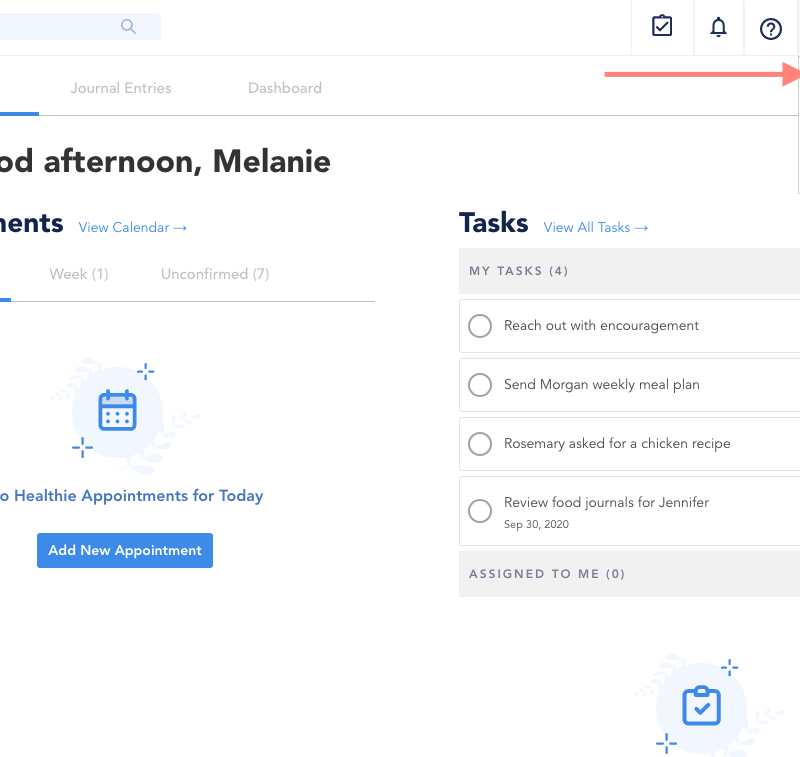 Journal Entries Dashboard
od afternoon, Melanie
nents View Calendar →
Tasks View All Tasks →
Week (1) Unconfirmed (7)
MY TASKS (4)
Reach out with encouragement
Send Morgan weekly meal plan
Rosemary asked for a chicken recipe
Review food journals for Jennifer
Sep 30, 2020
o Healthie Appointments for Today
Add New Appointment
ASSIGNED TO ME (0)